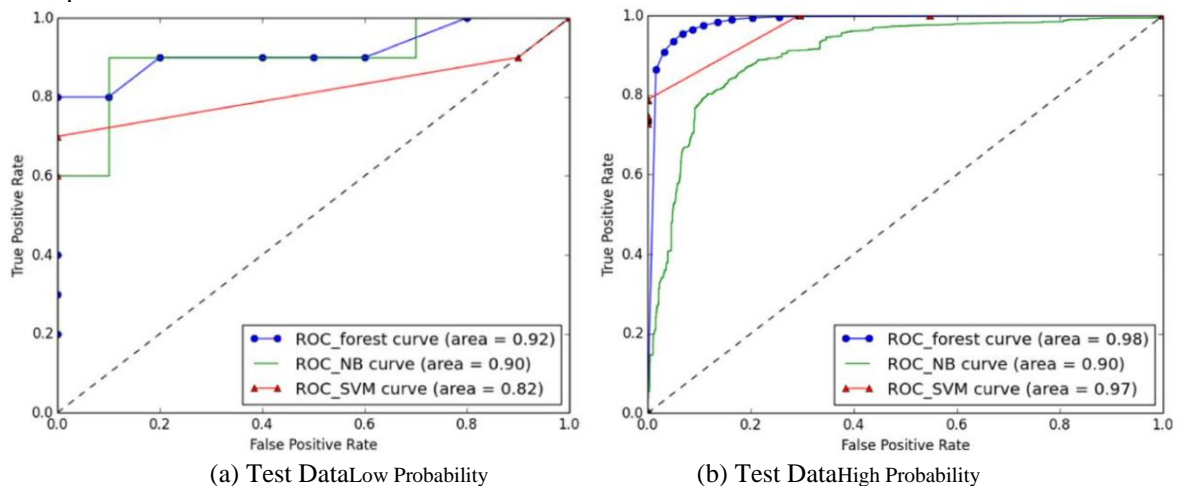 1.0
0.8
0.6
0.4
0.2
0.0
True Positive Rate
0.0 0.2 0.4 0.6 0.8 1.0
False Positive Rate
ROC_forest curve (area = 0.92)
ROC_NB curve (area = 0.90)
ROC_SVM curve (area = 0.82)
(a) Test DataLow Probability
1.0
0.8
0.6
0.4
0.2
0.0
True Positive Rate
0.0 0.2 0.4 0.6 0.8 1.0
False Positive Rate
ROC_forest curve (area = 0.98)
ROC_NB curve (area = 0.90)
ROC_SVM curve (area = 0.97)
(b) Test DataHigh Probability